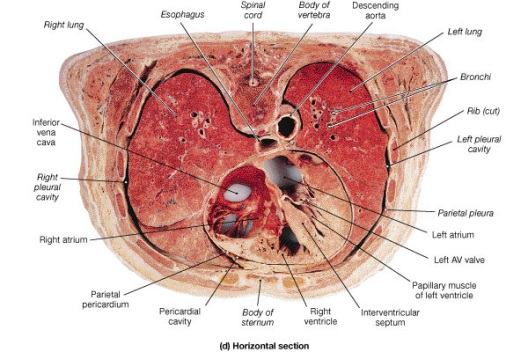 Right lung
Esophagus
Spinal
cord
Body of
vertebra
Descending
aorta
Left lung
Bronchi
Rib (cut)
Left pleural
cavity
Parietal pleura
Left atrium
Left AV valve
Papillary muscle
of left ventricle
Interventricular
septum
Right
ventricle
Body of
sternum
Pericardial
cavity
Parietal
pericardium
Right atrium
Right
pleural
cavity
Inferior
vena
cava
(d) Horizontal section